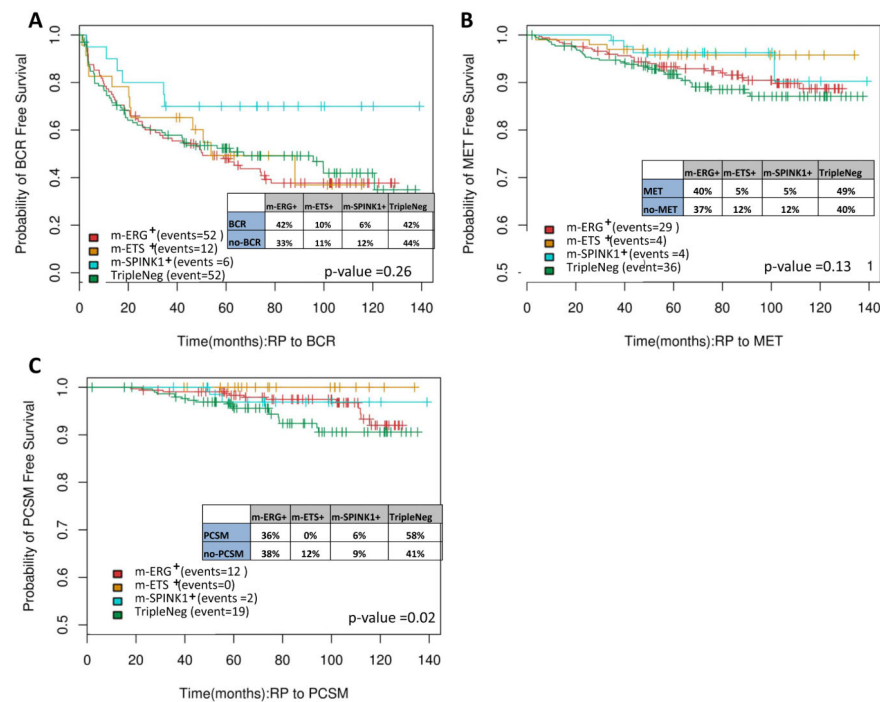 A
Probability of BCR Free Survival
1.0
0.8
0.6
0.4
0.2
0.0
m-ERG+ m-ETS+ m-SPINK1+ TripleNeg
BCR 42% 10% 6% 42%
no-BCR 33% 11% 12% 44%
m-ERG+(events=52 )
m-ETS +(events=12)
m-SPINK1+(events =6)
TripleNeg (event=52)
p-value =0.26
0 20 40 60 80 100 120 140
Time(months):RP to BCR
B
Probability of MET Free Survival
1.0
0.9
0.8
0.7
0.6
0.5
m-ERG+ m-ETS+ m-SPINK1+ TripleNeg
MET 40% 5% 5% 49%
no-MET 37% 12% 12% 40%
m-ERG+(events=29 )
m-ETS +(events=4)
m-SPINK1+(events =4)
TripleNeg (event=36)
p-value =0.13 1
0 20 40 60 80 100 120 140
Time(months):RP to MET
C
Probability of PCSM Free Survival
1.0
0.9
0.8
0.7
0.6
0.5
m-ERG+ m-ETS+ m-SPINK1+ TripleNeg
PCSM 36% 0% 6% 58%
no-PCSM 38% 12% 9% 41%
m-ERG +(events=12 )
m-ETS +(events=0)
m-SPINK1+(events =2)
TripleNeg (event=19)
p-value =0.02
0 20 40 60 80 100 120 140
Time(months):RP to PCSM